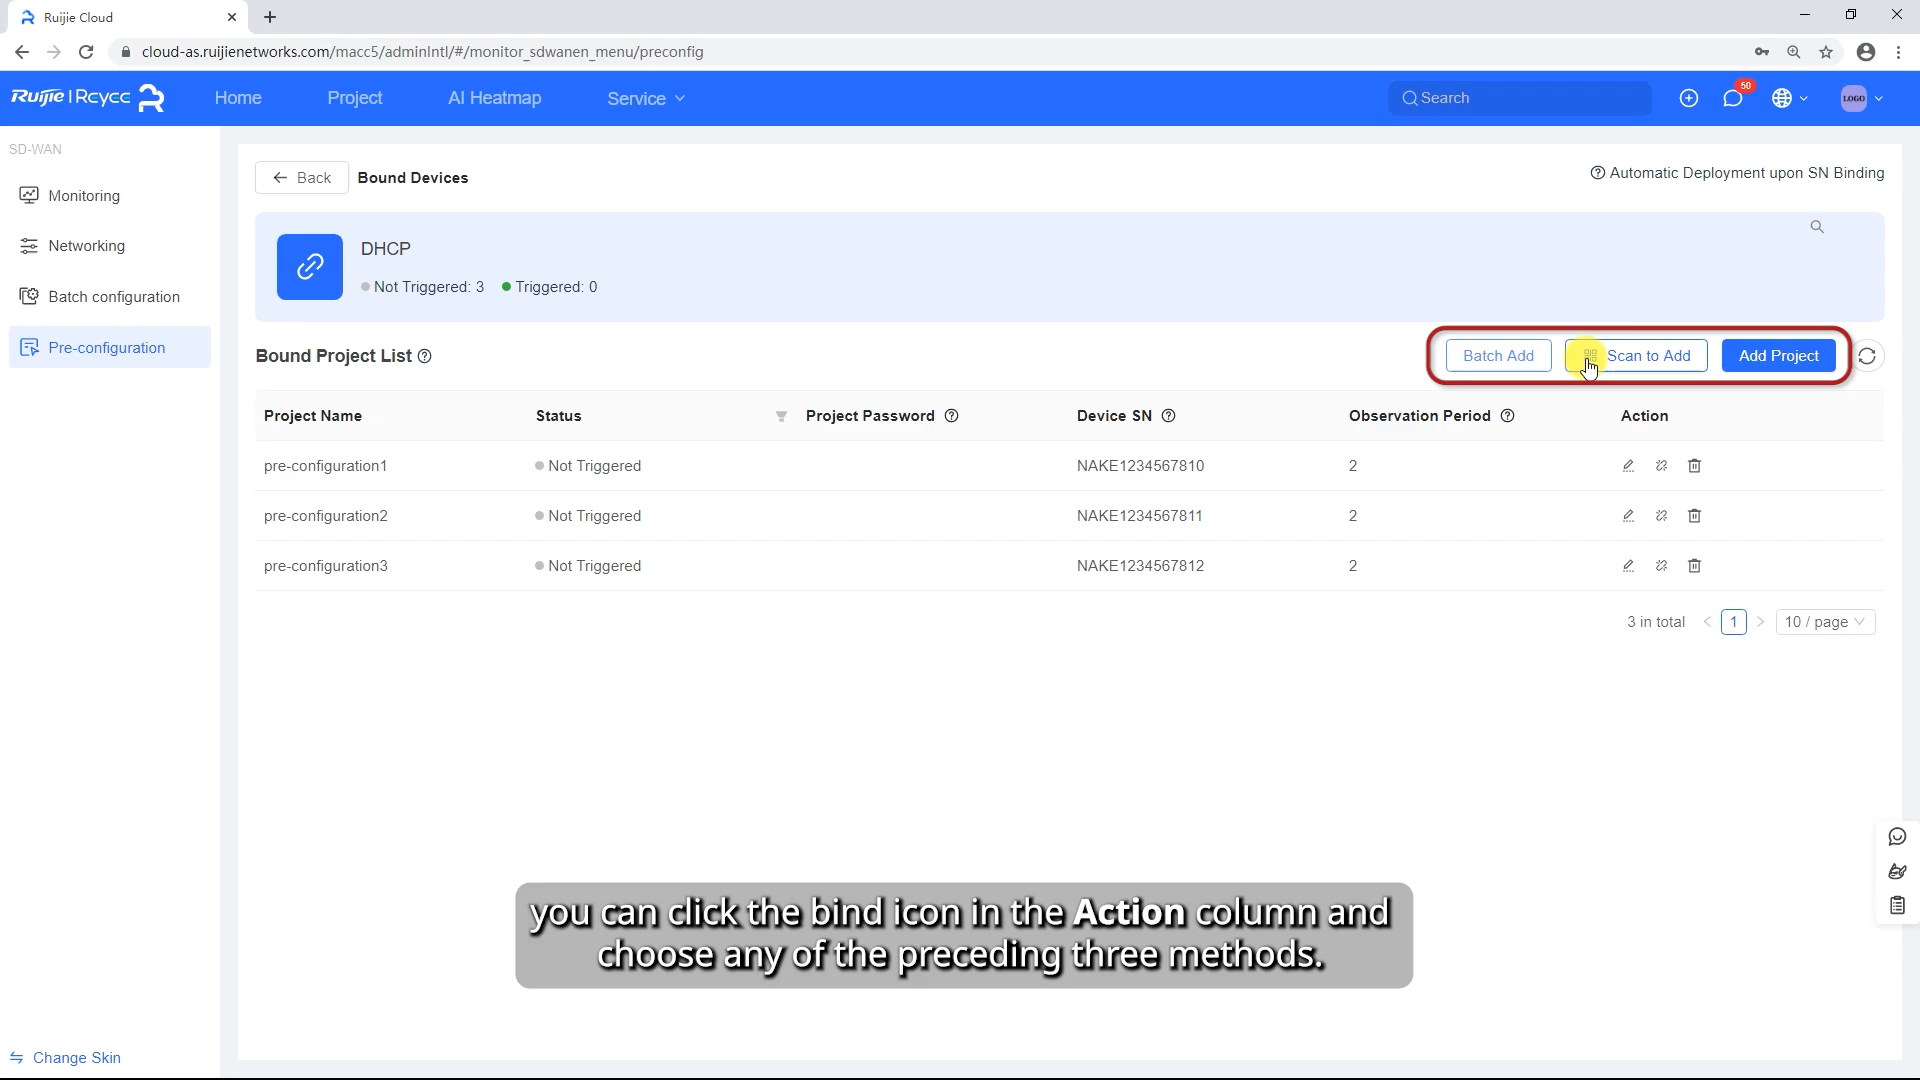 Ruijie Cloud
cloud-as.ruijienetworks.com/macc5/adminIntl/#/monitor_sdwanen_menu/preconfig
Ruijie | Reyee
Home
Project
AI Heatmap
Service
Search
50
LOGO
SD-WAN
Monitoring
Networking
Batch configuration
Pre-configuration
Back
Bound Devices
Automatic Deployment upon SN Binding
DHCP
Not Triggered: 3
Triggered: 0
Bound Project List
Batch Add
Scan to Add
Add Project
Project Name
Status
Project Password
Device SN
Observation Period
Action
pre-configuration1
Not Triggered
NAKE1234567810
2
pre-configuration2
Not Triggered
NAKE1234567811
2
pre-configuration3
Not Triggered
NAKE1234567812
2
3 in total
1
10 / page
you can click the bind icon in the Action column and
choose any of the preceding three methods.
Change Skin